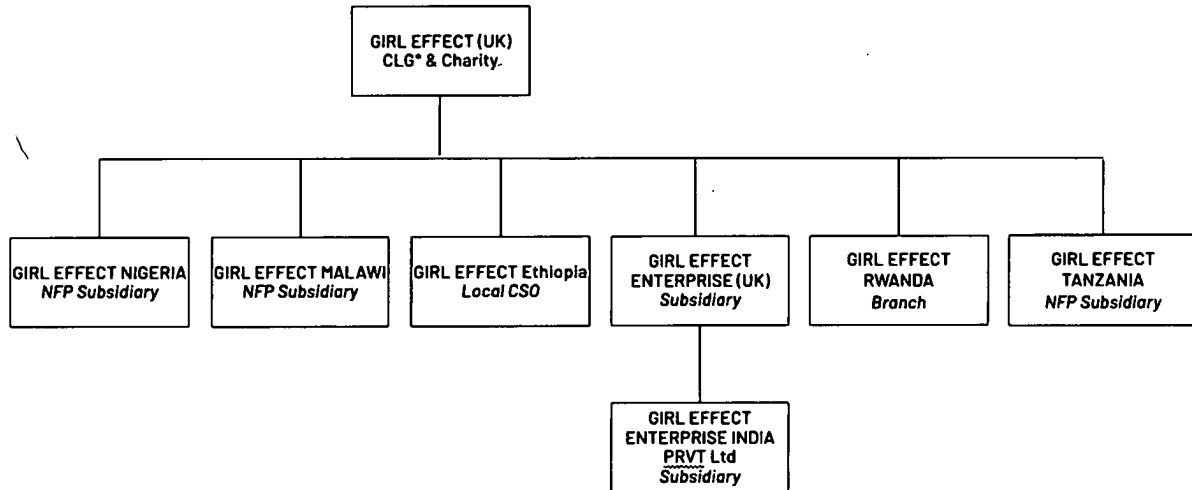 GIRL EFFECT (UK)
CLG* & Charity
GIRL EFFECT NIGERIA
NFP Subsidiary
GIRL EFFECT MALAWI
NFP Subsidiary
GIRL EFFECT Ethiopia
Local CSO
GIRL EFFECT
ENTERPRISE (UK)
Subsidiary
GIRL EFFECT
RWANDA
Branch
GIRL EFFECT
TANZANIA
NFP Subsidiary
GIRL EFFECT
ENTERPRISE INDIA
PRVT Ltd
Subsidiary